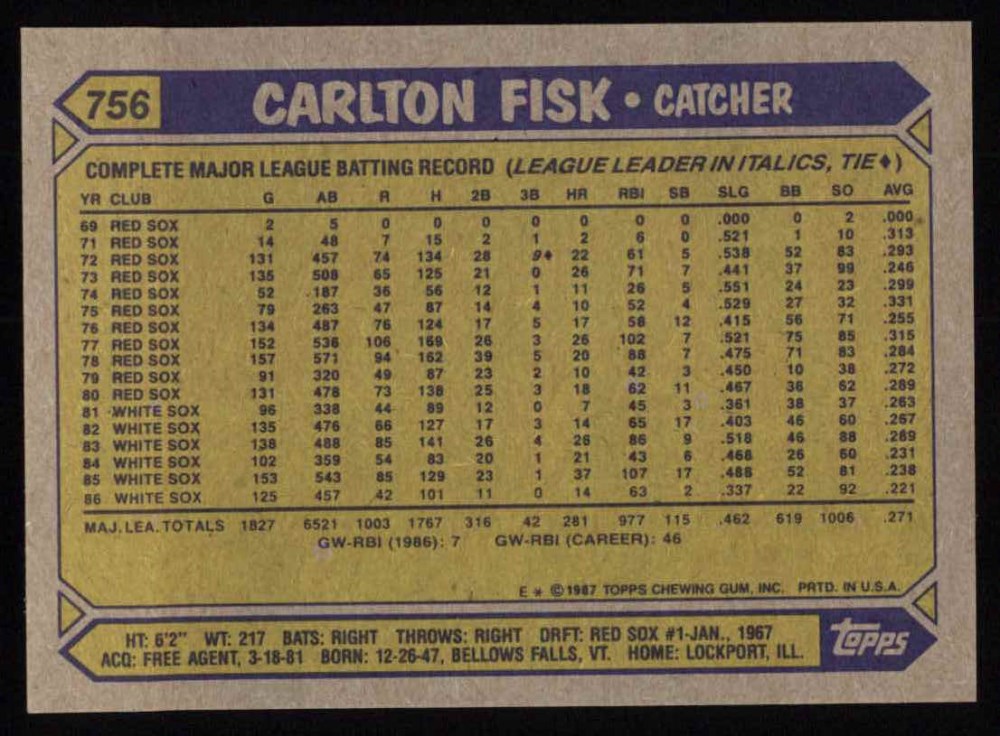 756 CARLTON FISK • CATCHER
COMPLETE MAJOR LEAGUE BATTING RECORD (LEAGUE LEADER IN ITALICS, TIE♦)
YR CLUB G AB R H 2B 3B HR RBI SB SLG BB SO AVG
69 RED SOX 2 5 0 0 0 0 0 0 0 .000 0 2 .000
71 RED SOX 14 48 7 15 2 1 2 6 0 .521 1 10 .313
72 RED SOX 131 457 74 134 28 9♦ 22 61 5 .538 52 83 .293
73 RED SOX 135 508 65 125 21 0 26 71 7 .441 37 99 .246
74 RED SOX 52 187 36 56 12 1 11 26 5 .551 24 23 .299
75 RED SOX 79 263 47 87 14 4 10 52 4 .529 27 32 .331
76 RED SOX 134 487 76 124 17 5 17 58 12 .415 56 71 .255
77 RED SOX 152 536 106 169 26 3 26 102 7 .521 75 85 .315
78 RED SOX 157 571 94 162 39 5 20 88 7 .475 71 83 .284
79 RED SOX 91 320 49 87 23 2 10 42 3 .450 10 38 .272
80 RED SOX 131 478 73 138 25 3 18 62 11 .467 36 62 .289
81 WHITE SOX 96 338 44 89 12 0 7 45 3 .361 38 37 .263
82 WHITE SOX 135 476 66 127 17 3 14 65 17 .403 46 60 .267
83 WHITE SOX 138 488 85 141 26 4 26 86 9 .518 46 88 .289
84 WHITE SOX 102 359 54 83 20 1 21 43 6 .468 26 60 .231
85 WHITE SOX 153 543 85 129 23 1 37 107 17 .488 52 81 .238
86 WHITE SOX 125 457 42 101 11 0 14 63 2 .337 22 92 .221
MAJ. LEA. TOTALS 1827 6521 1003 1767 316 42 281 977 115 .462 619 1006 .271
GW-RBI (1986): 7 GW-RBI (CAREER): 46
E * © 1987 TOPPS CHEWING GUM, INC. PRTD. IN U.S.A.
HT: 6'2" WT: 217 BATS: RIGHT THROWS: RIGHT DRFT: RED SOX #1-JAN., 1967
ACQ: FREE AGENT, 3-18-81 BORN: 12-26-47, BELLOWS FALLS, VT. HOME: LOCKPORT, ILL.
topps